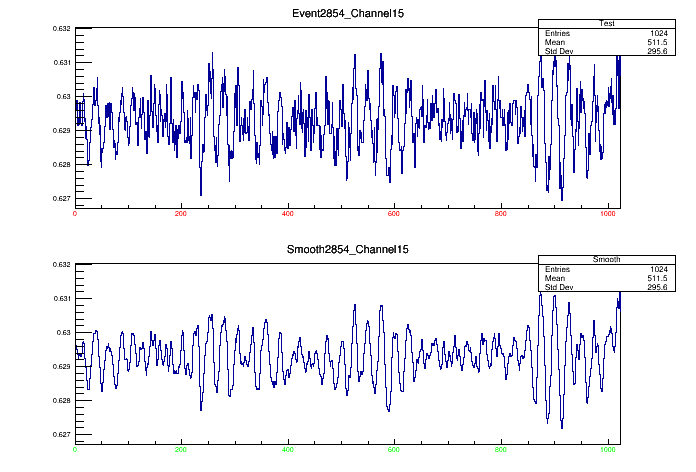 Event2854_Channel15
Test
Entries 1024
Mean 511.5
Std Dev 295.6
0.632
0.631
0.63
0.629
0.628
0.627
0 200 400 600 800 1000
Smooth2854_Channel15
Smooth
Entries 1024
Mean 511.5
Std Dev 295.6
0.632
0.631
0.63
0.629
0.628
0.627
0 200 400 600 800 1000